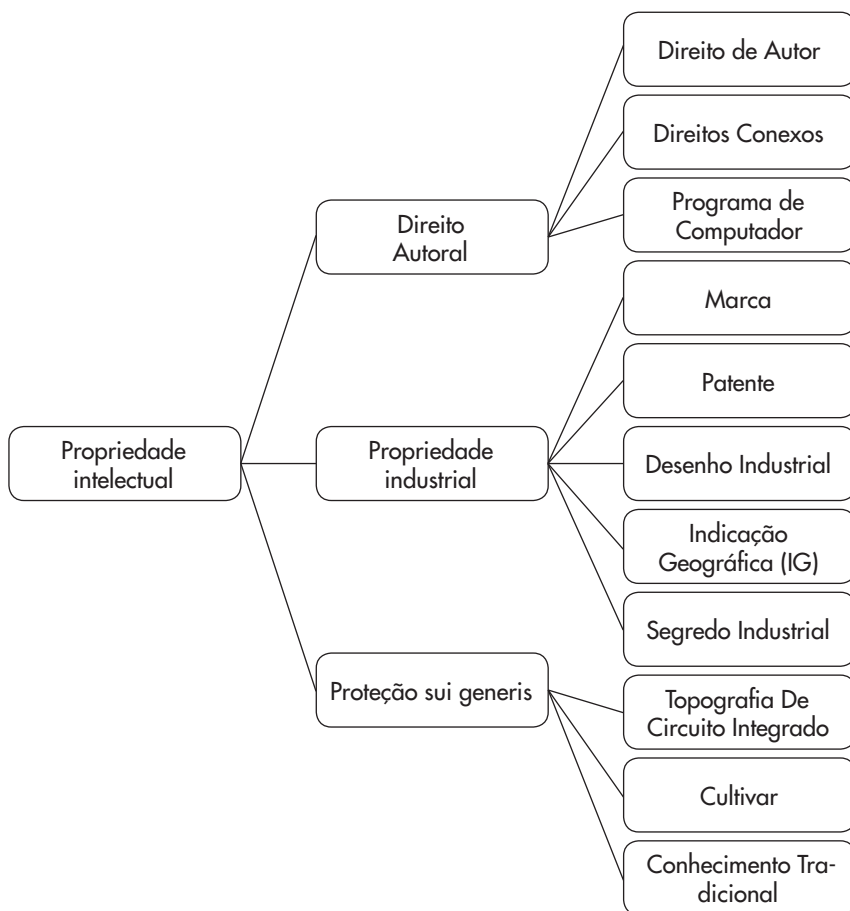 Propriedade
intelectual
Direito
Autoral
Direito de Autor
Direitos Conexos
Programa de
Computador
Propriedade
industrial
Marca
Patente
Desenho Industrial
Indicação
Geográfica (IG)
Segredo Industrial
Proteção sui generis
Topografia De
Circuito Integrado
Cultivar
Conhecimento Tra-
dicional